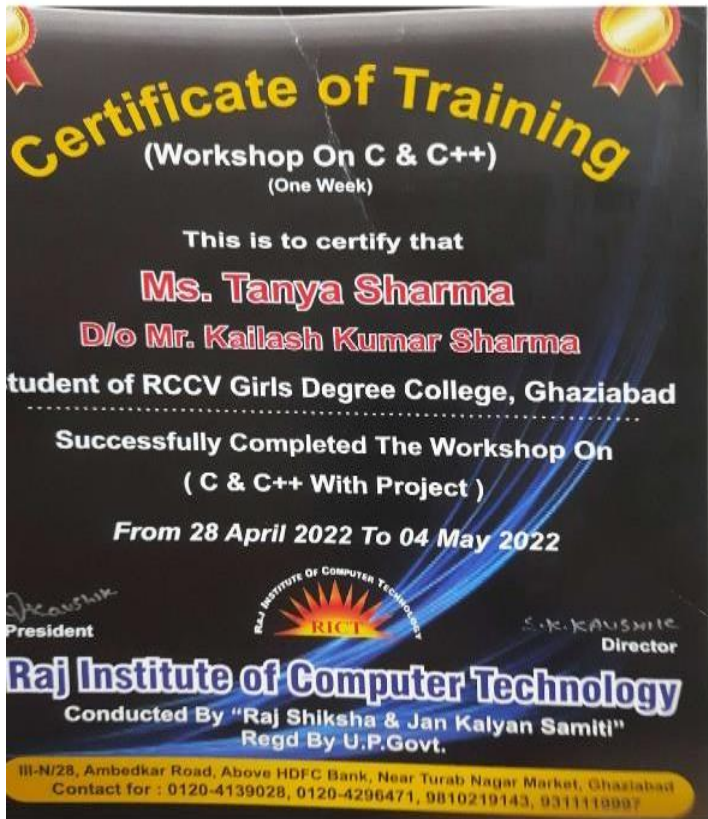 Certificate of Training
(Workshop On C & C++)
(One Week)
This is to certify that
Ms. Tanya Sharma
D/o Mr. Kailash Kumar Sharma
tudent of RCCV Girls Degree College, Ghaziabad
Successfully Completed The Workshop On
( C & C++ With Project )
From 28 April 2022 To 04 May 2022
RAJ INSTITUTE OF COMPUTER TECHNOLOGY
RICT
President
S.K. KAUSHIK
Director
Raj Institute of Computer Technology
Conducted By “Raj Shiksha & Jan Kalyan Samiti”
Regd By U.P.Govt.
III-N/28, Ambedkar Road, Above HDFC Bank, Near Turab Nagar Market, Ghaziabad
Contact for : 0120-4139028, 0120-4296471, 9810219143,